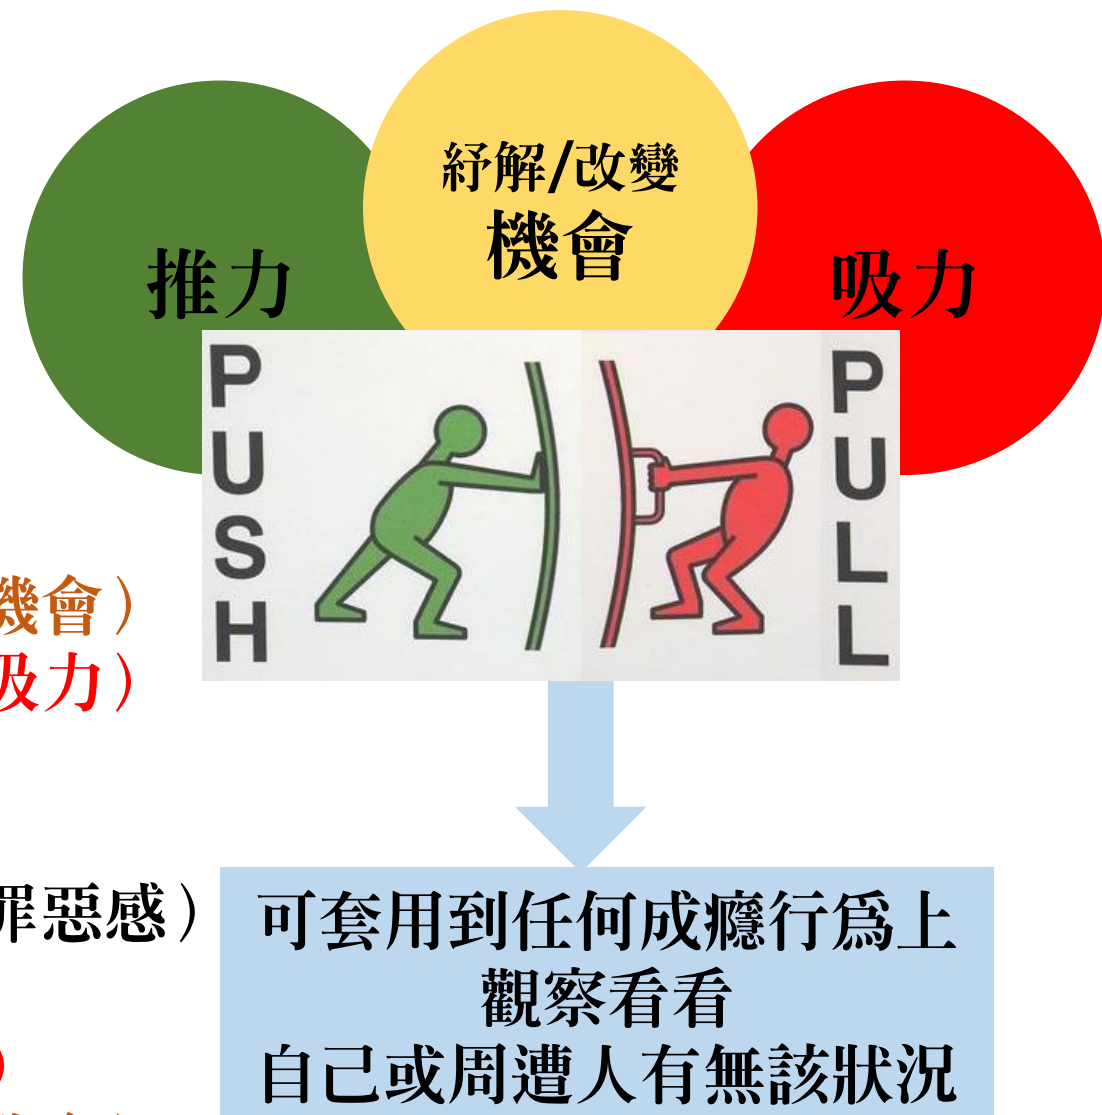 紓解/改變
機會
推力
吸力
PUSH
PULL
機會）
吸力）
罪惡感）
可套用到任何成癮行為上
觀察看看
自己或周遭人有無該狀況
）